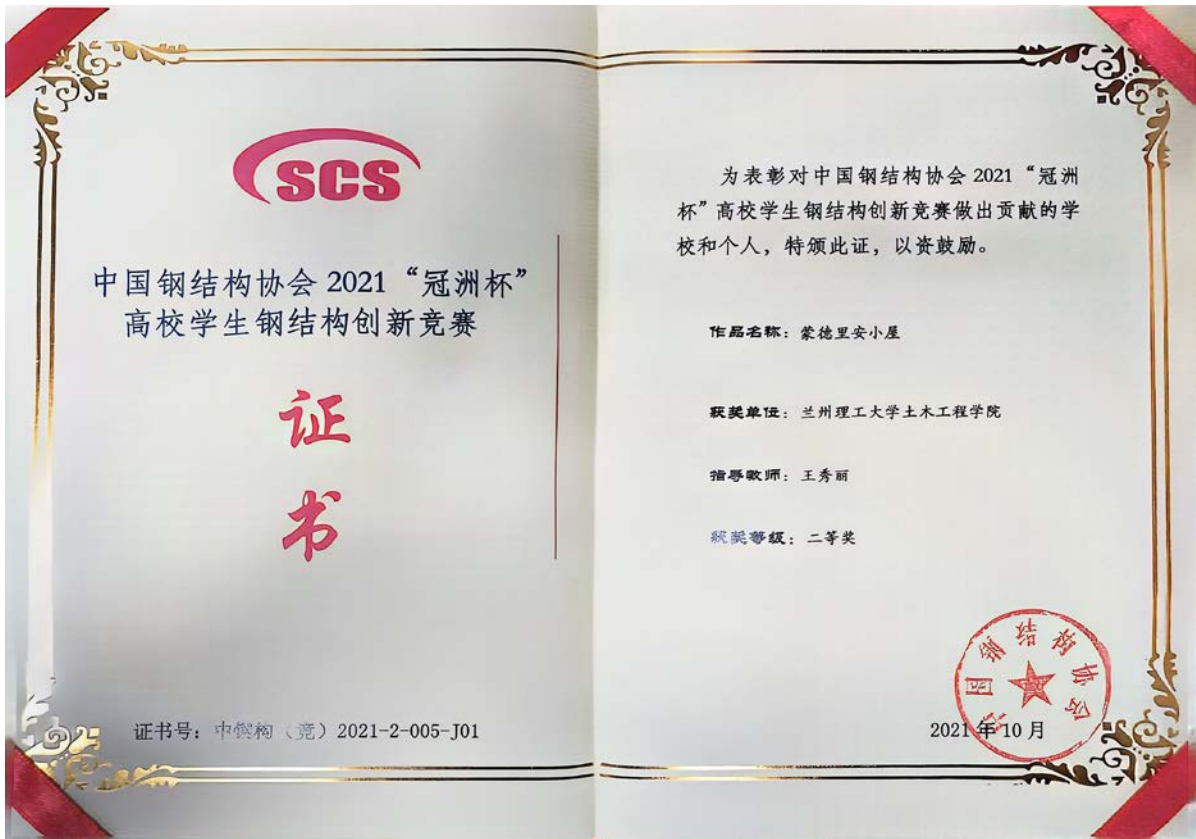 SCS
中国钢结构协会 2021 “冠洲杯”
高校学生钢结构创新竞赛
证
书
证书号：中钢构（竞）2021-2-005-J01
为表彰对中国钢结构协会 2021 “冠洲
杯”高校学生钢结构创新竞赛做出贡献的学
校和个人，特颁此证，以资鼓励。
作品名称：蒙德里安小屋
获奖单位：兰州理工大学土木工程学院
指导教师：王秀丽
获奖等级：二等奖
中国钢结构协会
2021 年 10 月